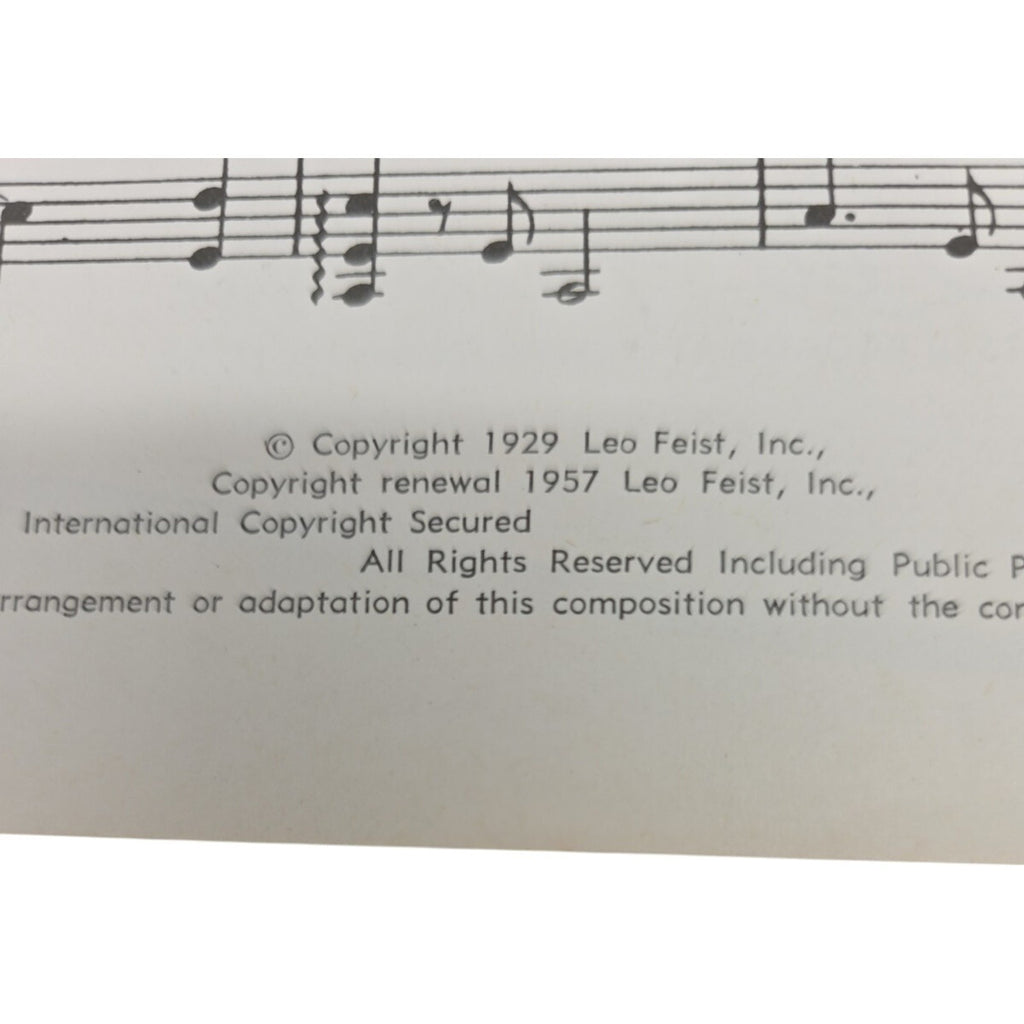 © Copyright 1929 Leo Feist, Inc.,
Copyright renewal 1957 Leo Feist, Inc.,
International Copyright Secured
All Rights Reserved Including Public P
rrangement or adaptation of this composition without the con